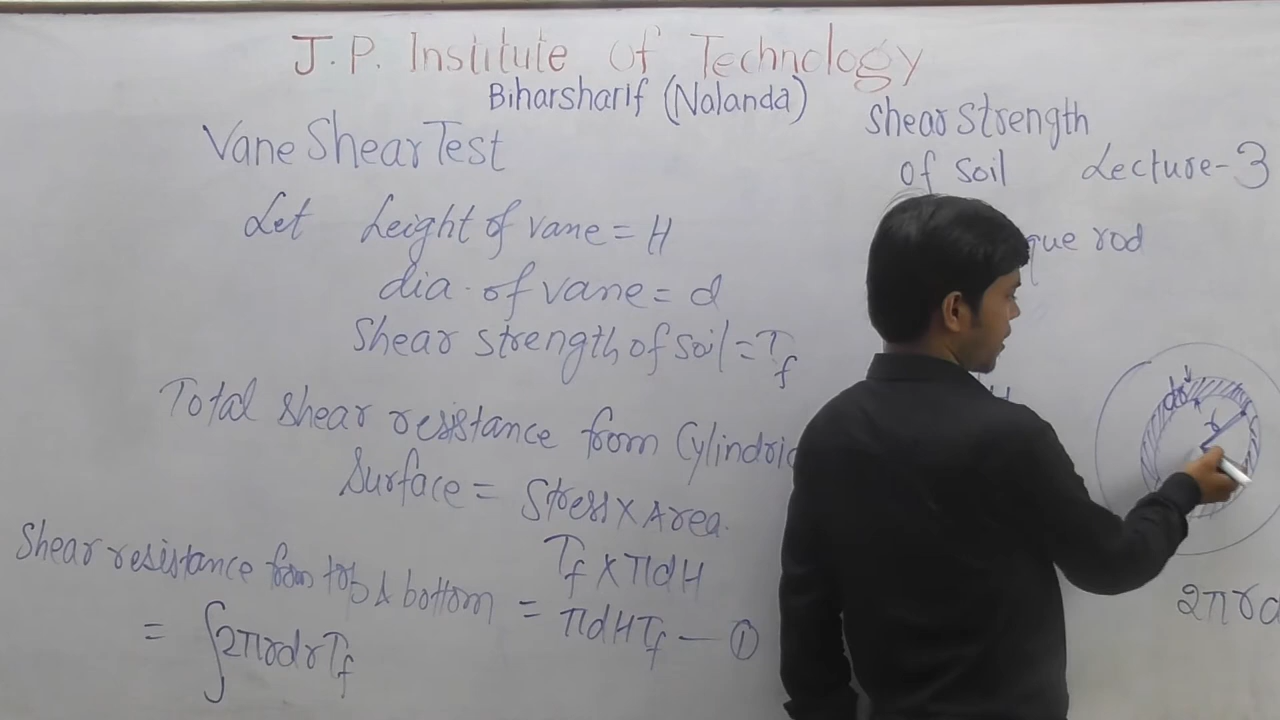 J.P. Institute Of Technology
Biharsharif (Nalanda)
Vane Shear Test
Shear Strength
of Soil Lecture-3
Let height of vane = H
que rod
dia. of vane = d
Shear strength of soil = τf
Total shear resistance from Cylindric
Surface = Stress × Area.
τf × πdH
Shear resistance from top & bottom
= πdHτf — ①
= ∫2πrdrτf
dr
r
H
2πrd